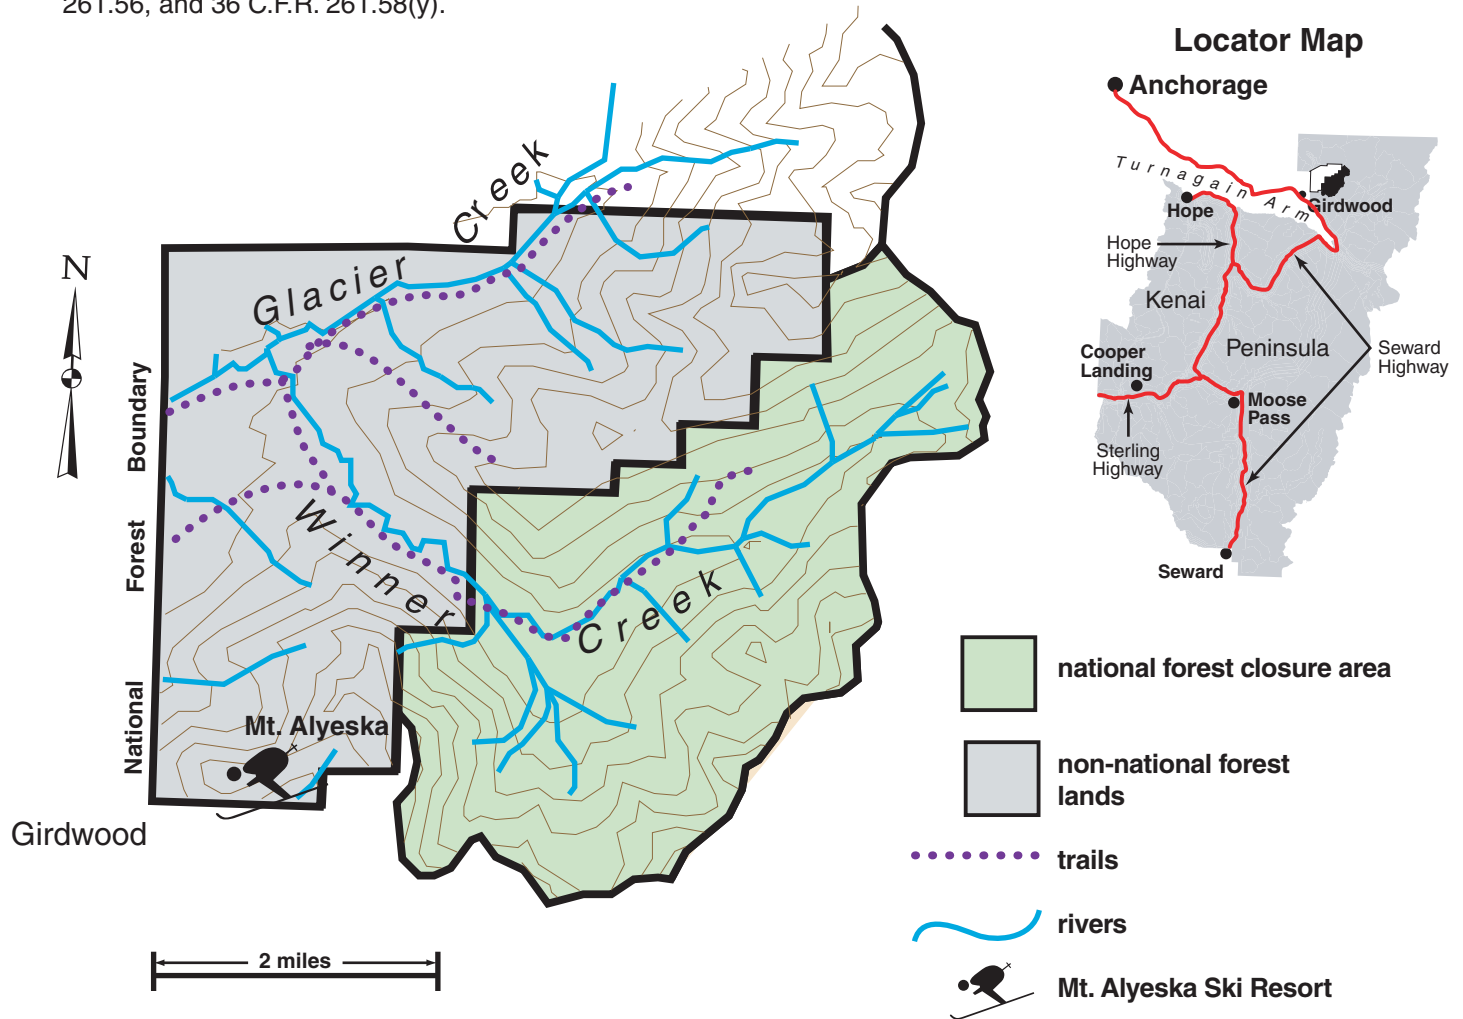 261.56, and 36 C.F.R. 261.58(y).
Locator Map
Anchorage
Turnagain Arm
Girdwood
Hope
Hope
Highway
Kenai
Peninsula
Seward
Highway
Cooper
Landing
Moose
Pass
Sterling
Highway
Seward
N
Glacier Creek
Winner Creek
National Forest Boundary
Mt. Alyeska
Girdwood
2 miles
national forest closure area
non-national forest
lands
trails
rivers
Mt. Alyeska Ski Resort